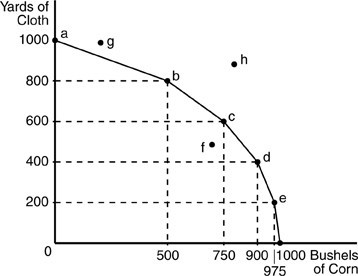 Yards of
Cloth
1000
a
g
h
800
b
600
c
f
400
d
200
e
0
500
750
900
1000
Bushels
975
of Corn